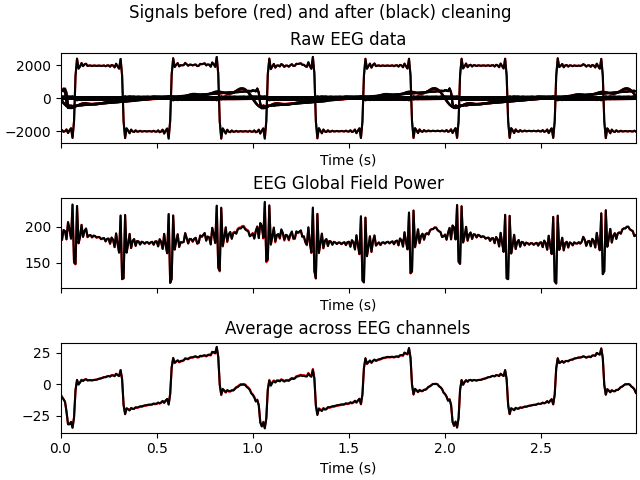 Signals before (red) and after (black) cleaning
Raw EEG data
2000
0
−2000
Time (s)
EEG Global Field Power
200
150
Time (s)
Average across EEG channels
25
0
−25
0.0 0.5 1.0 1.5 2.0 2.5
Time (s)